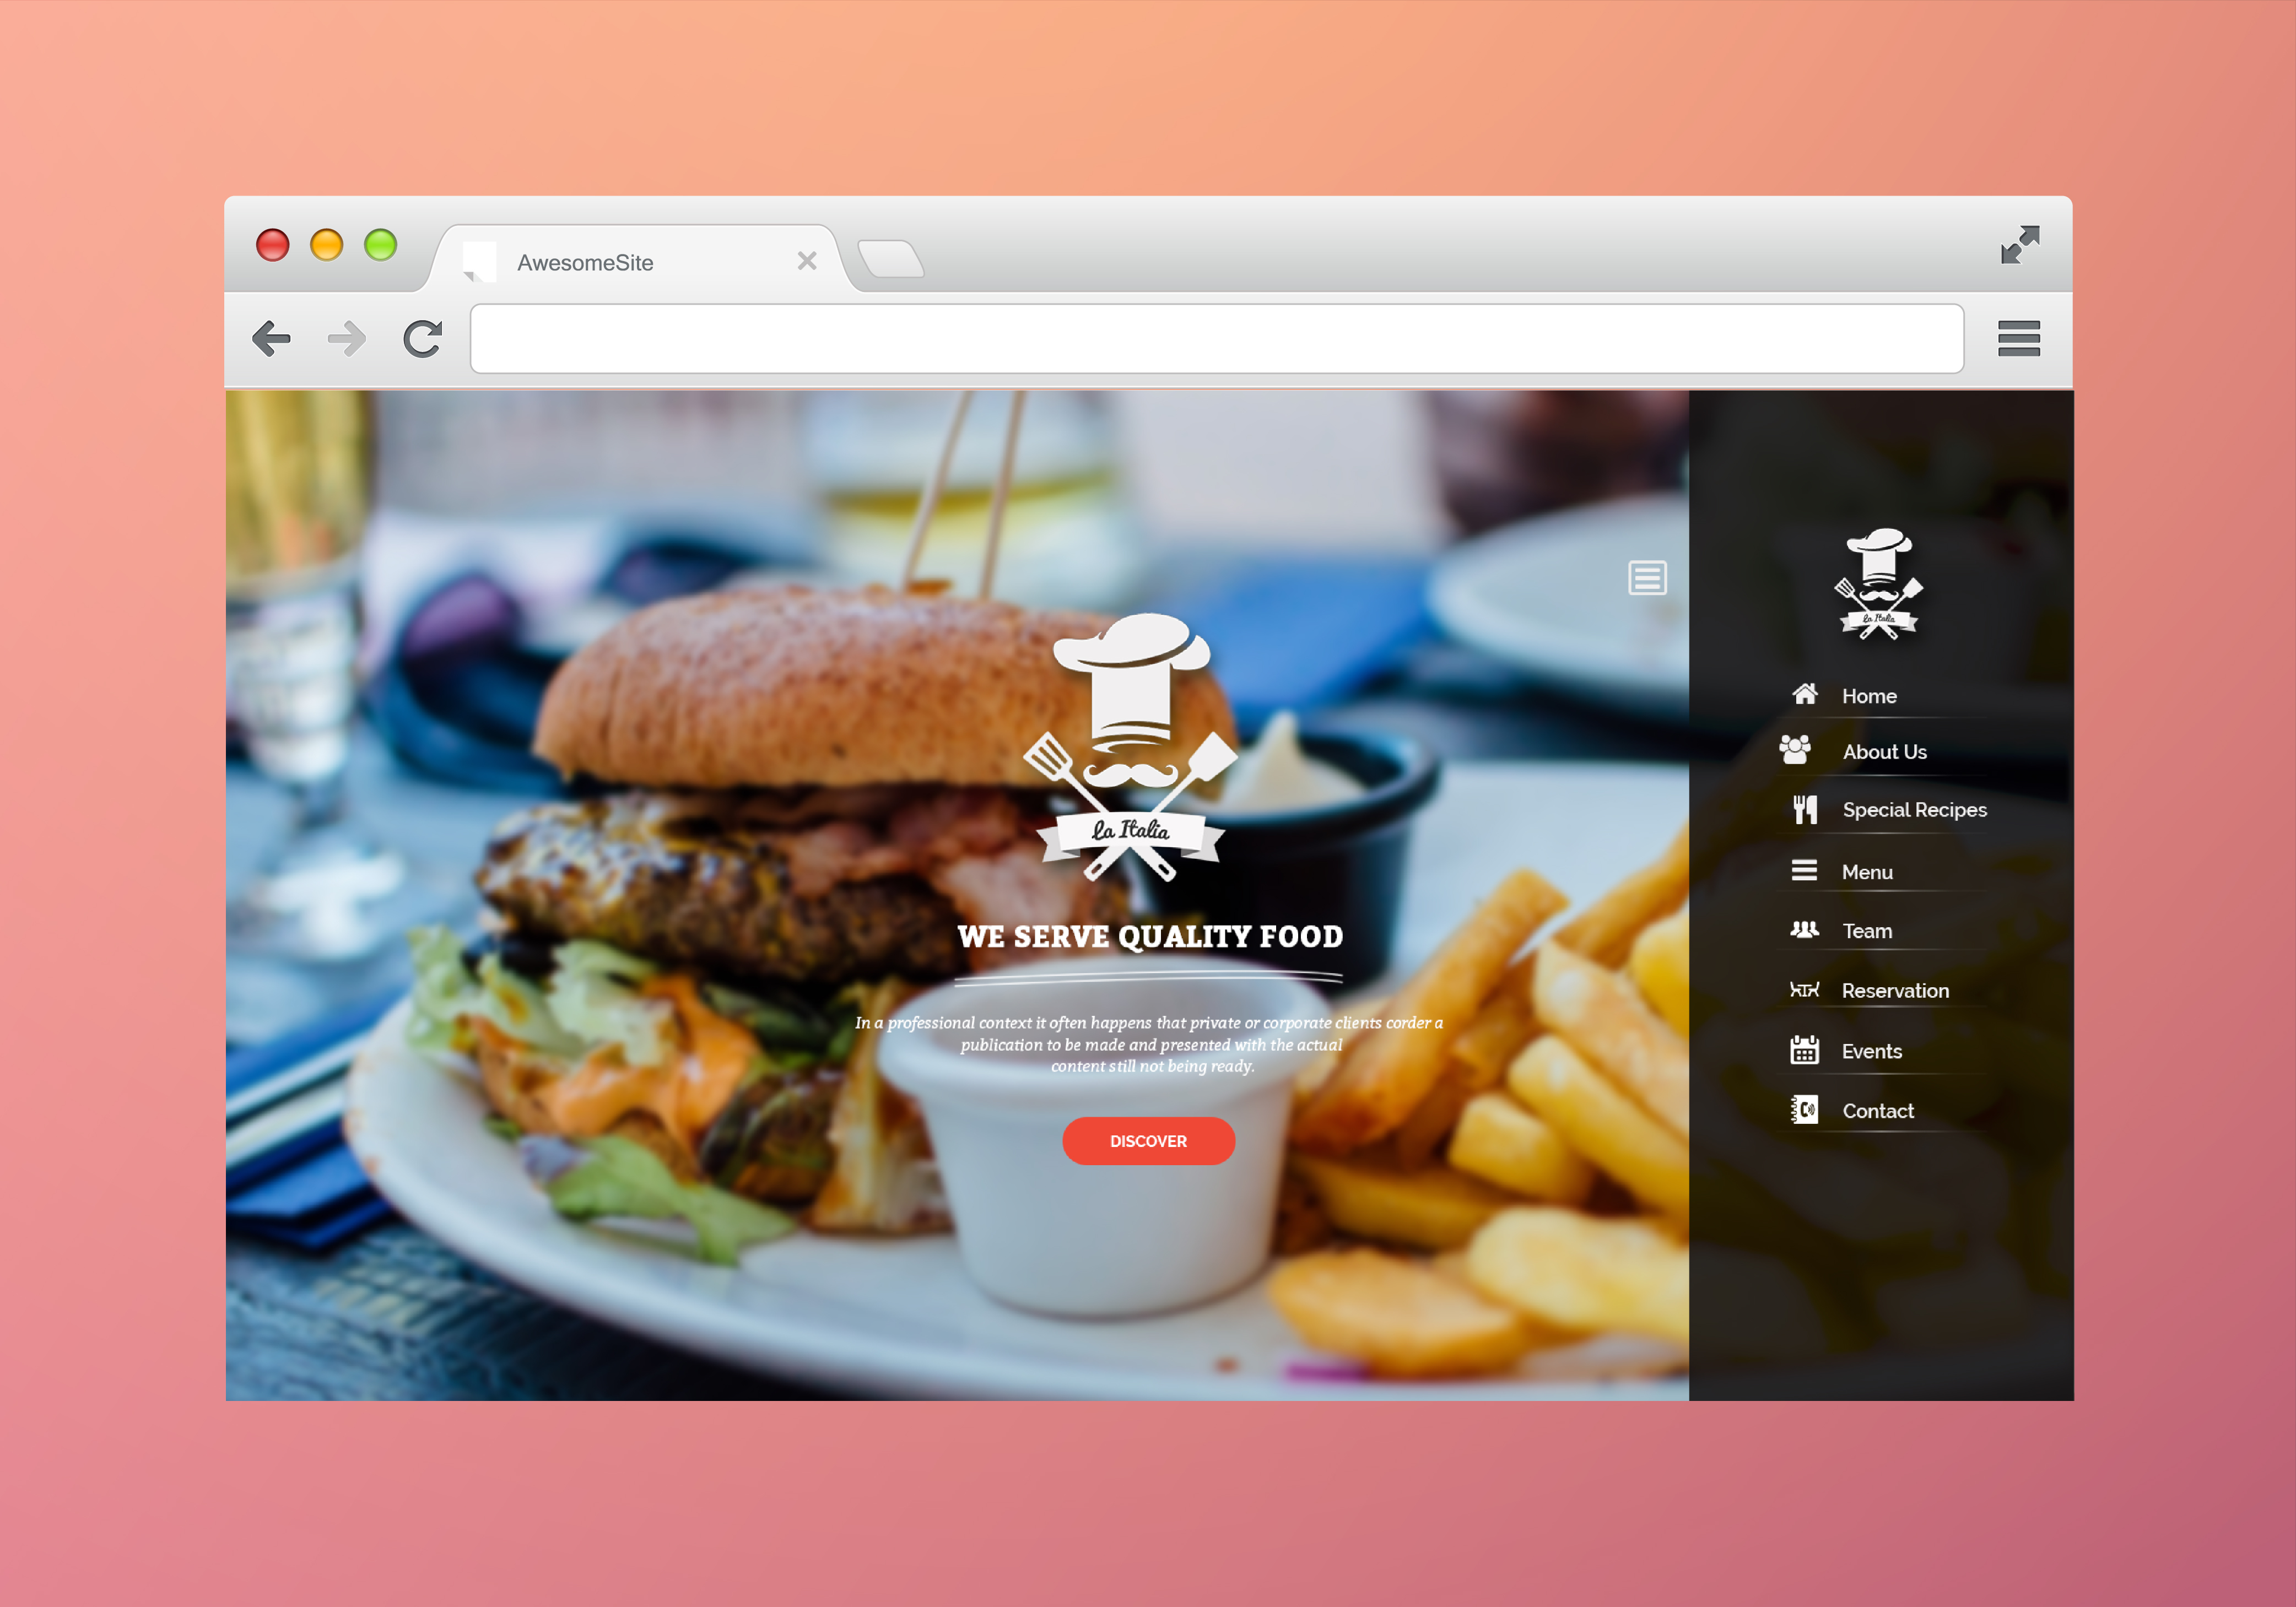 AwesomeSite
la Italia
WE SERVE QUALITY FOOD
In a professional context it often happens that private or corporate clients corder a
publication to be made and presented with the actual
content still not being ready.
DISCOVER
la Italia
Home
About Us
Special Recipes
Menu
Team
Reservation
Events
Contact